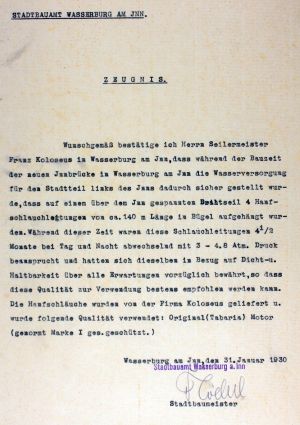 STADTBAUAMT WASSERBURG AM JNN.
ZEUGNIS.
Wunschgemäß bestätige ich Herrn Seilermeister
Franz Koloseus in Wasserburg am Jnn,dass während der Bauzeit
der neuen Jnnbrücke in Wasserburg am Jnn die Wasserversorgung
für den Stadtteil links des Jnns dadurch sicher gestellt wur-
de,dass auf einem über den Jnn gespannten Drahtseil 4 Hanf-
schlauchleitungen von ca.140 m Länge in Bügel aufgehängt wur-
den.Während dieser Zeit waren diese Schlauchleitungen 4 1/2
Monate bei Tag und Nacht abwechselnd mit 3 - 4.8 Atm. Druck
beansprucht und hatten sich dieselben in Bezug auf Dicht-u.
Haltbarkeit über alle Erwartungen vorzüglich bewährt,so dass
diese Qualität zur Verwendung bestens empfohlen werden kann.
Die Hanfschläuche wurden von der Firma Koloseus geliefert u.
wurde folgende Qualität verwendet: Original(Tabaria) Motor
(genormt Marke I ges.geschützt.)
Wasserburg am Jnn,den 31.Januar 1930
Stadtbauamt Wasserburg a.Inn
Stadtbaumeister